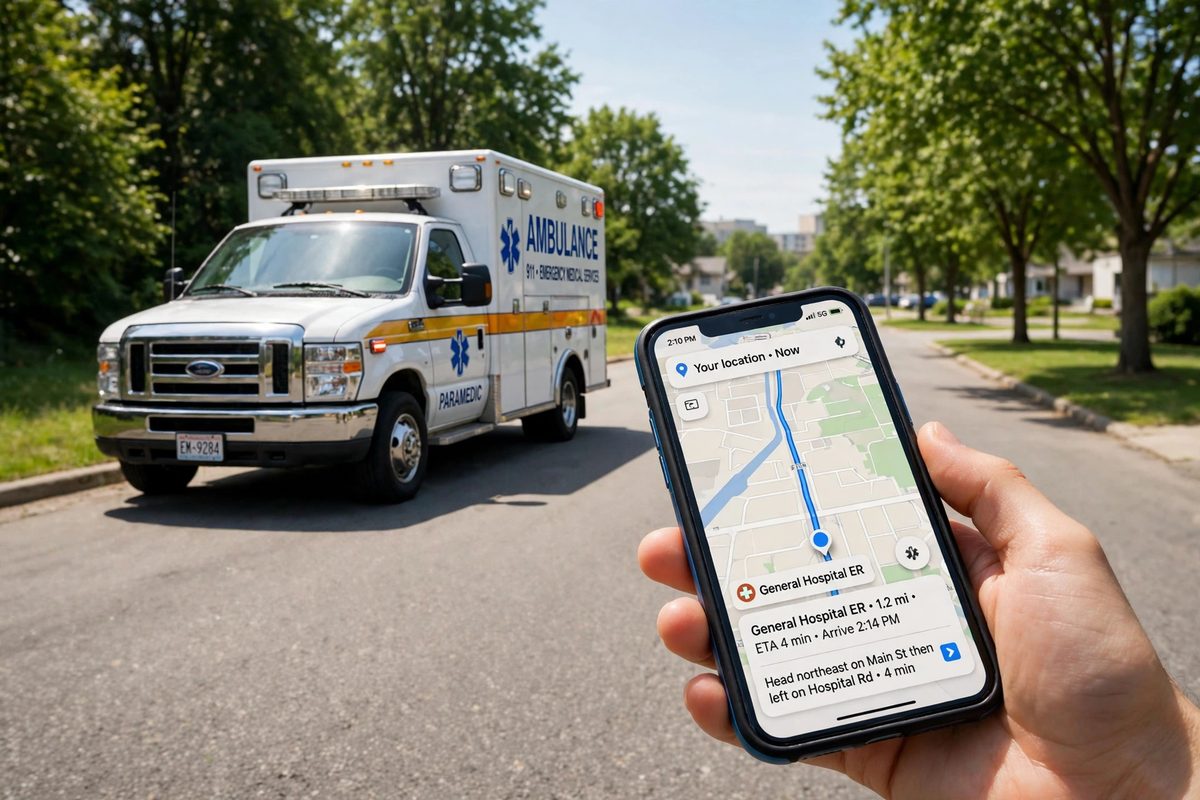 AMBULANCE
911 • EMERGENCY MEDICAL SERVICES
PARAMEDIC
Ford
EM-9284
2:10 PM
5G
Your location • Now
General Hospital ER
General Hospital ER • 1.2 mi •
ETA 4 min • Arrive 2:14 PM
Head northeast on Main St then
left on Hospital Rd • 4 min